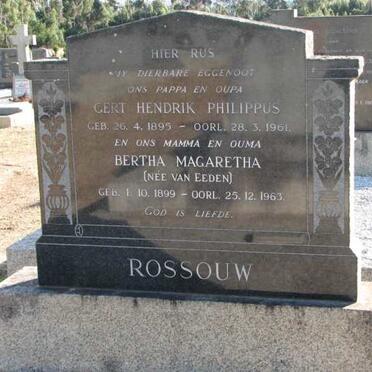 HIER RUS
MY DIERBARE EGGENOOT
ONS PAPPA EN OUPA
GERT HENDRIK PHILIPPUS
GEB. 26. 4. 1895 – OORL. 28. 3. 1961.
EN ONS MAMMA EN OUMA
BERTHA MAGARETHA
(NÉE VAN EEDEN)
GEB. 1. 10. 1899 – OORL. 25. 12. 1963.
GOD IS LIEFDE.
ROSSOUW